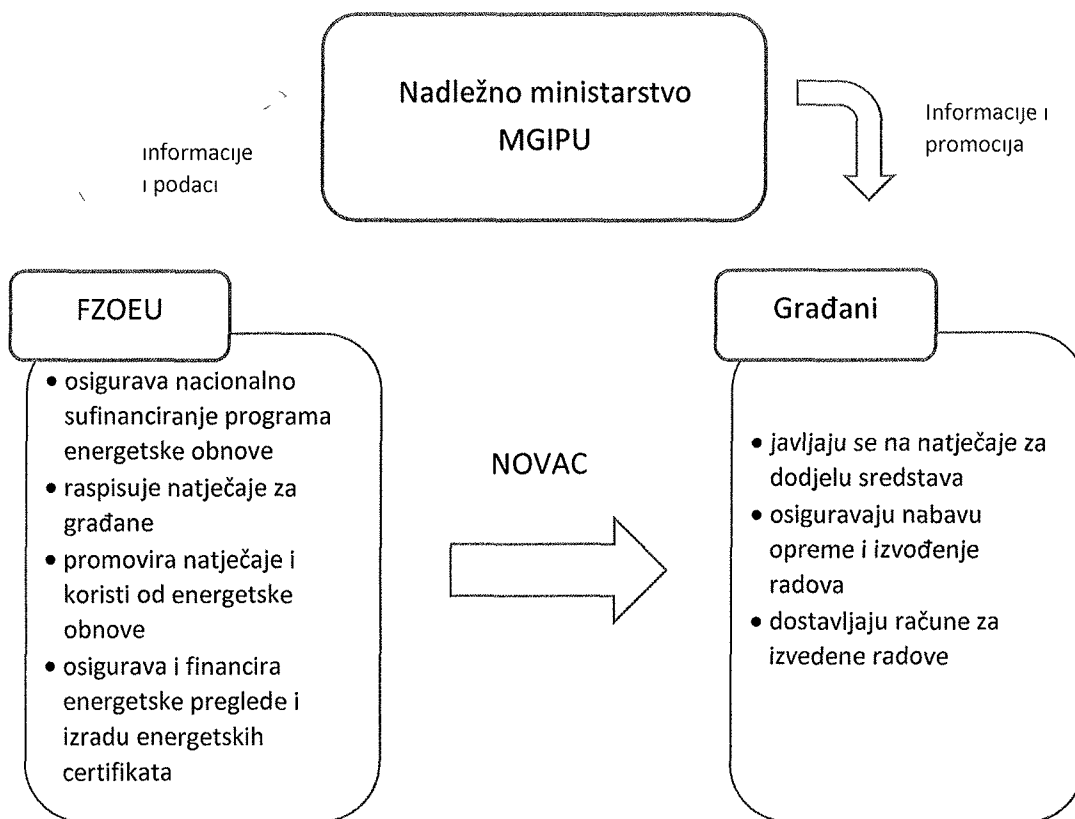 Nadležno ministarstvo
MGIPU
informacije
i podaci
Informacije i
promocija
FZOEU
• osigurava nacionalno
sufinanciranje programa
energetske obnove
• raspisuje natječaje za
građane
• promovira natječaje i
koristi od energetske
obnove
• osigurava i financira
energetske preglede i
izradu energetskih
certifikata
NOVAC
Građani
• javljaju se na natječaje za
dodjelu sredstava
• osiguravaju nabavu
opreme i izvođenje
radova
• dostavljaju račune za
izvedene radove